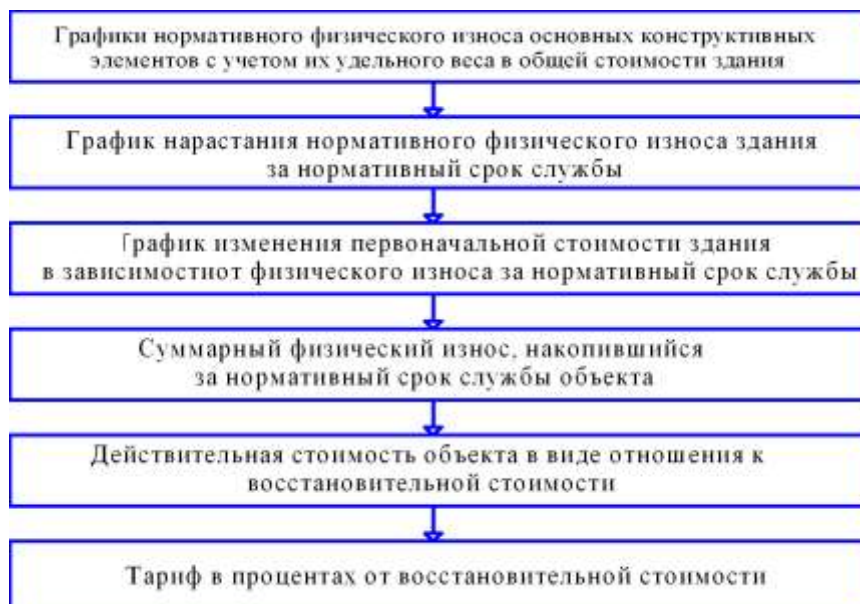 Графики нормативного физического износа основных конструктивных
элементов с учетом их удельного веса в общей стоимости здания
График нарастания нормативного физического износа здания
за нормативный срок службы
График изменения первоначальной стоимости здания
в зависимостиот физического износа за нормативный срок службы
Суммарный физический износ, накопившийся
за нормативный срок службы объекта
Действительная стоимость объекта в виде отношения к
восстановительной стоимости
Тариф в процентах от восстановительной стоимости